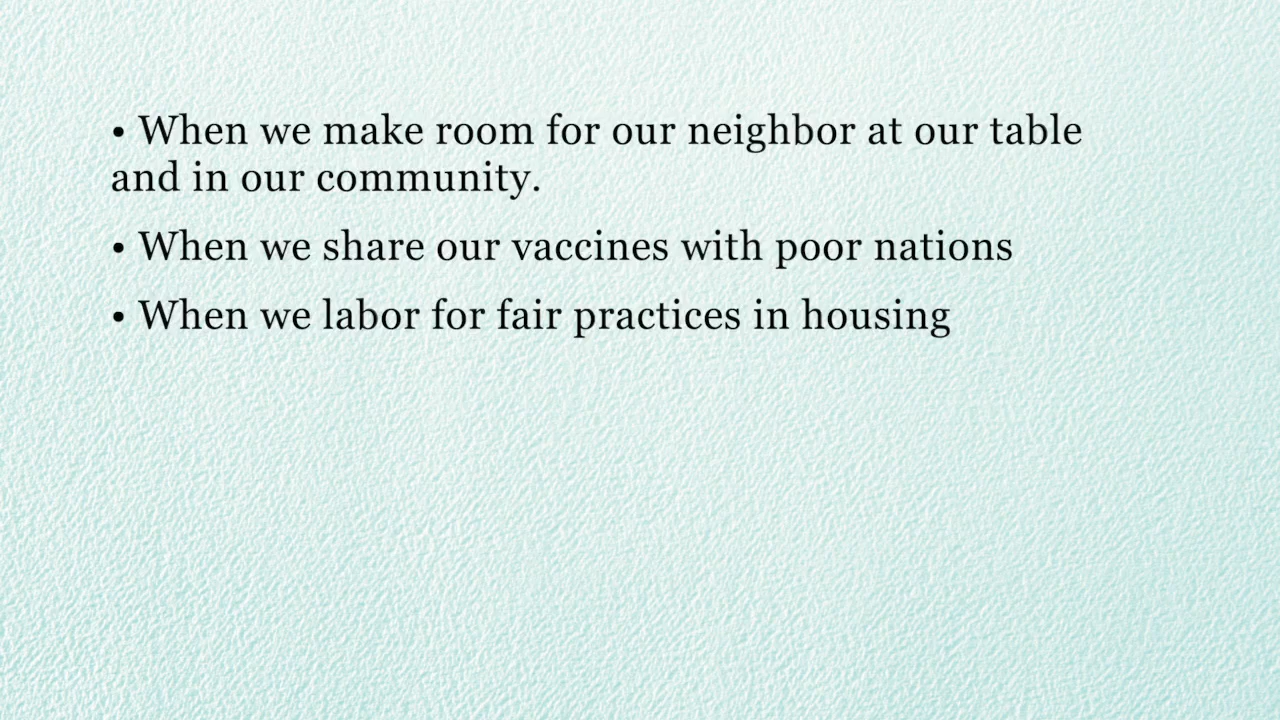 • When we make room for our neighbor at our table
and in our community.
• When we share our vaccines with poor nations
• When we labor for fair practices in housing